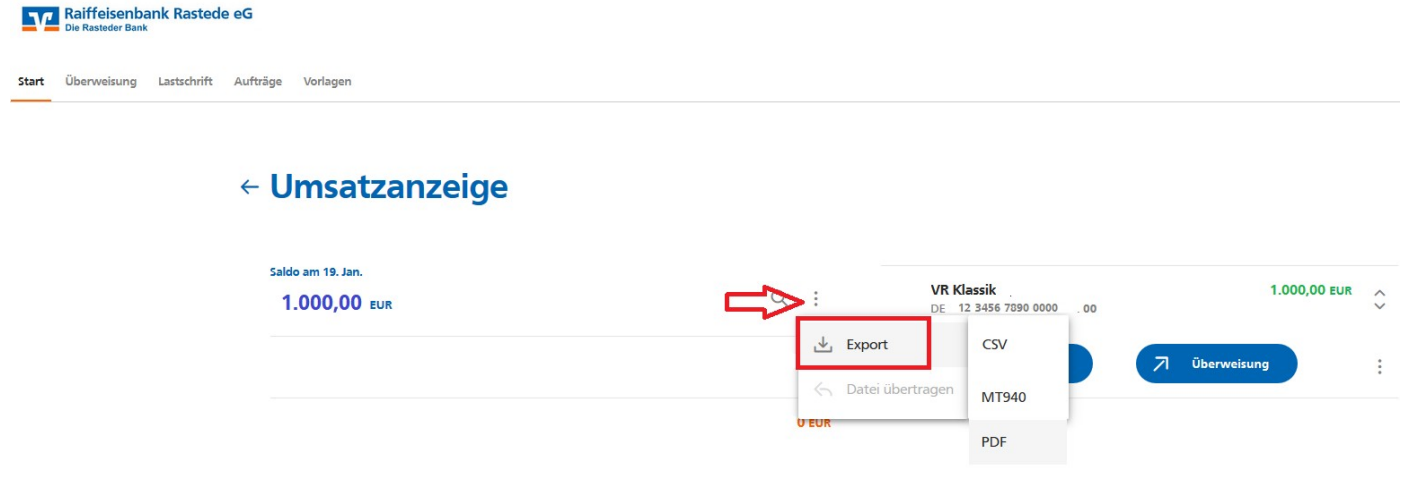 Raiffeisenbank Rastede eG
Die Rasteder Bank
Start Überweisung Lastschrift Aufträge Vorlagen
← Umsatzanzeige
Saldo am 19. Jan.
1.000,00 EUR
VR Klassik
1.000,00 EUR
DE 12 3456 7890 0000 . 00
Export
CSV
Überweisung
Datei übertragen
MT940
0 EUR
PDF